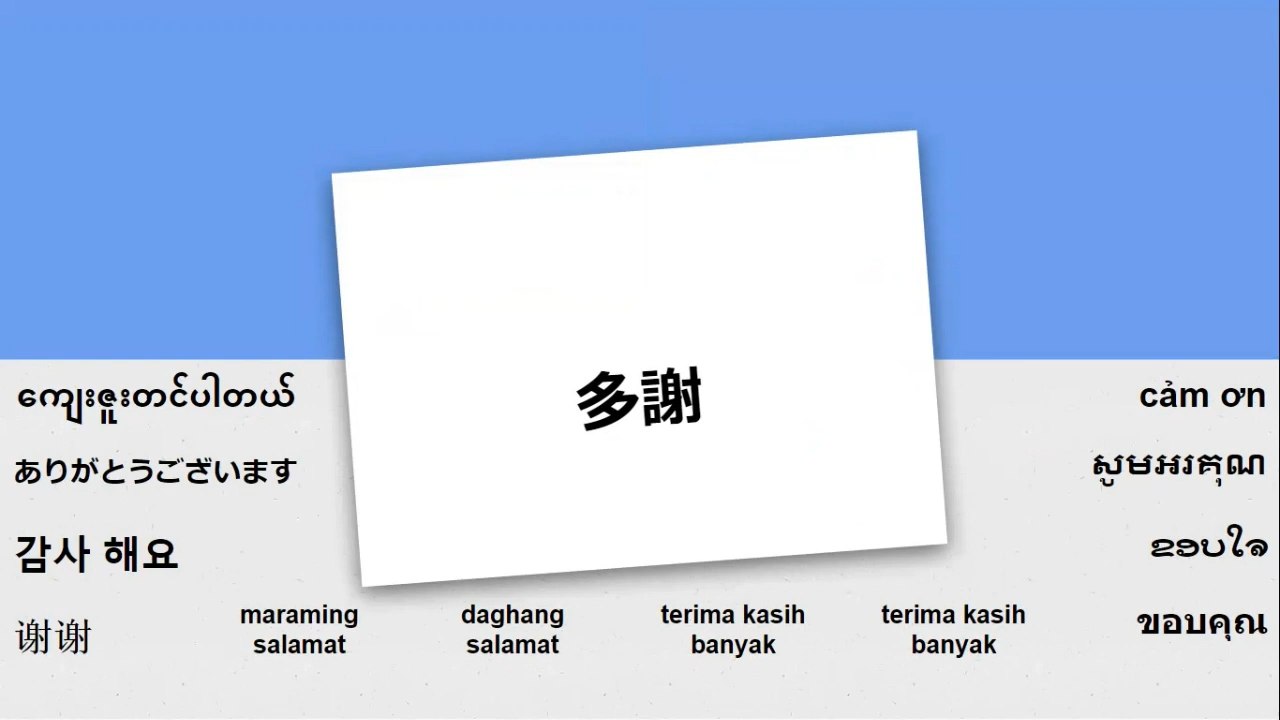 多謝
ကျေးဇူးတင်ပါတယ်
ありがとうございます
감사 해요
谢谢
maraming
salamat
daghang
salamat
terima kasih
banyak
terima kasih
banyak
cảm ơn
សូមអរគុណ
ຂອບໃຈ
ขอบคุณ